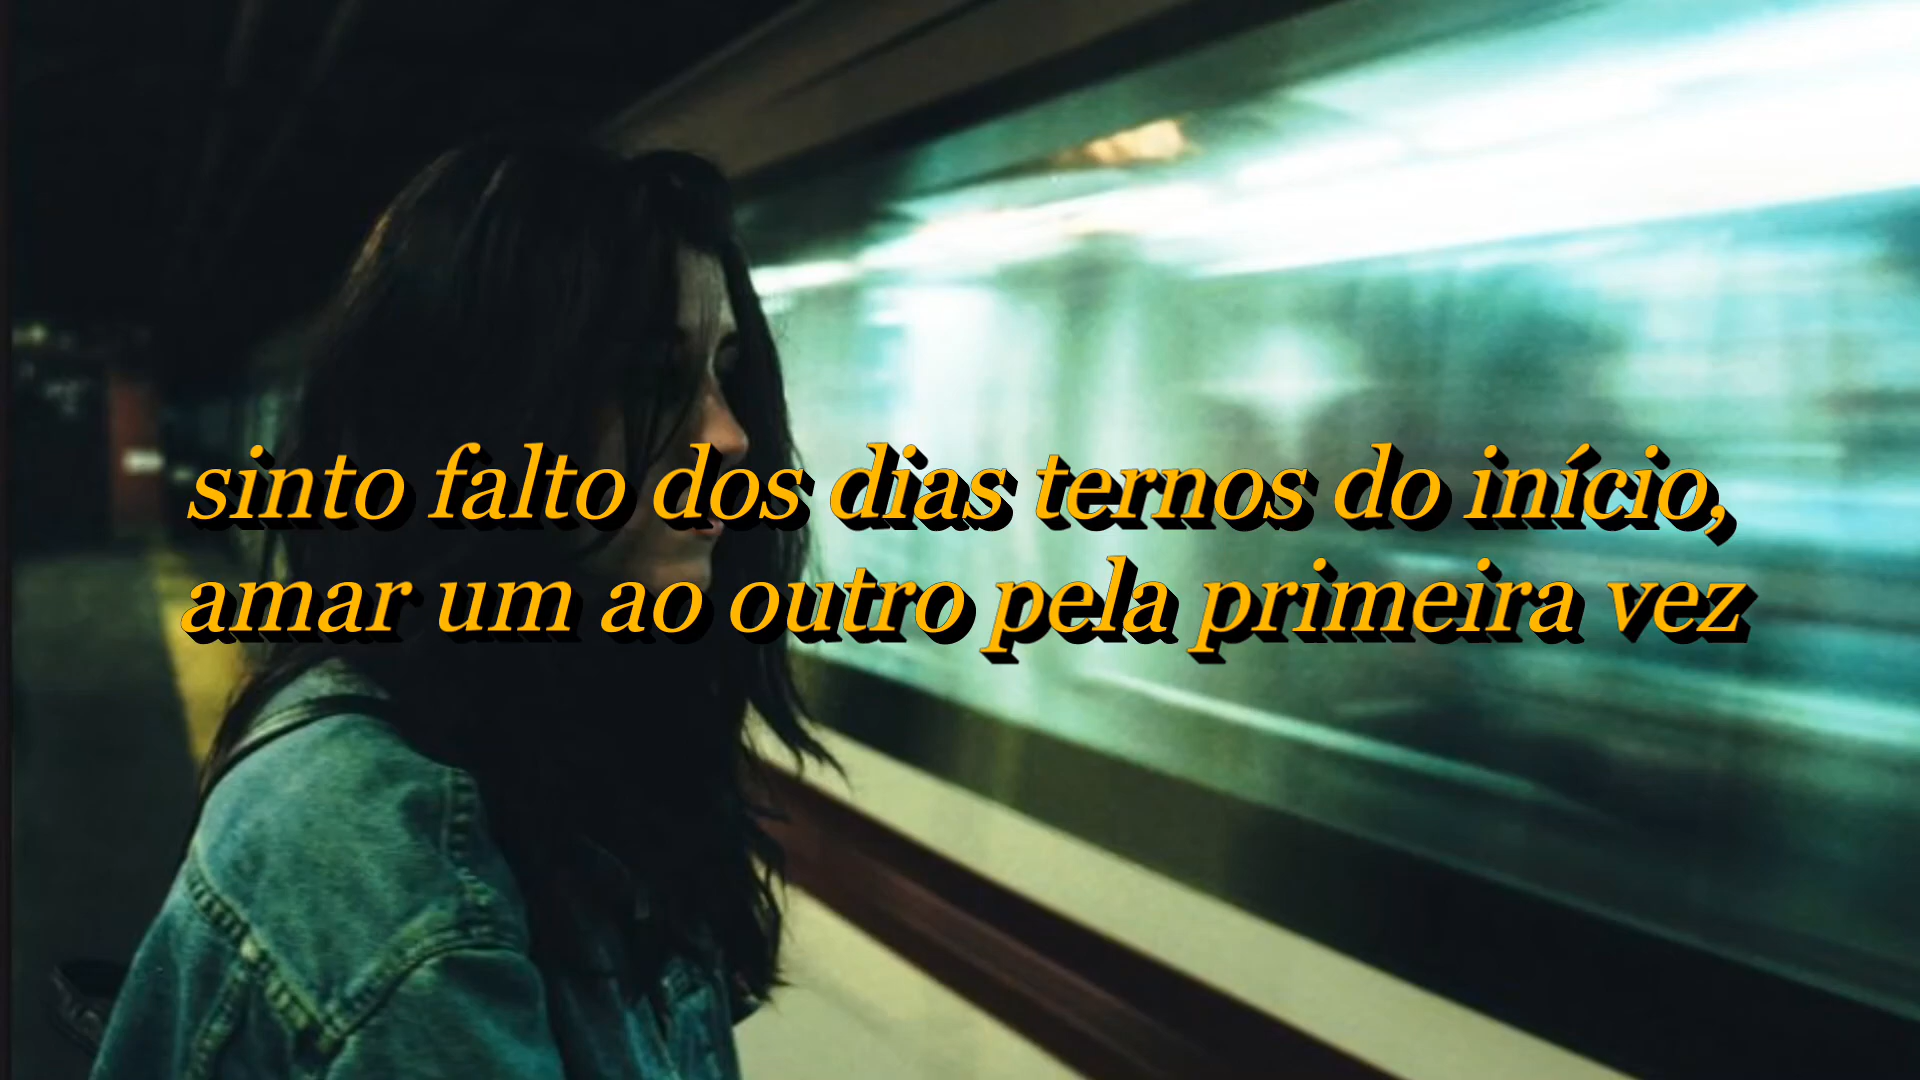 sinto falto dos dias ternos do início,
amar um ao outro pela primeira vez